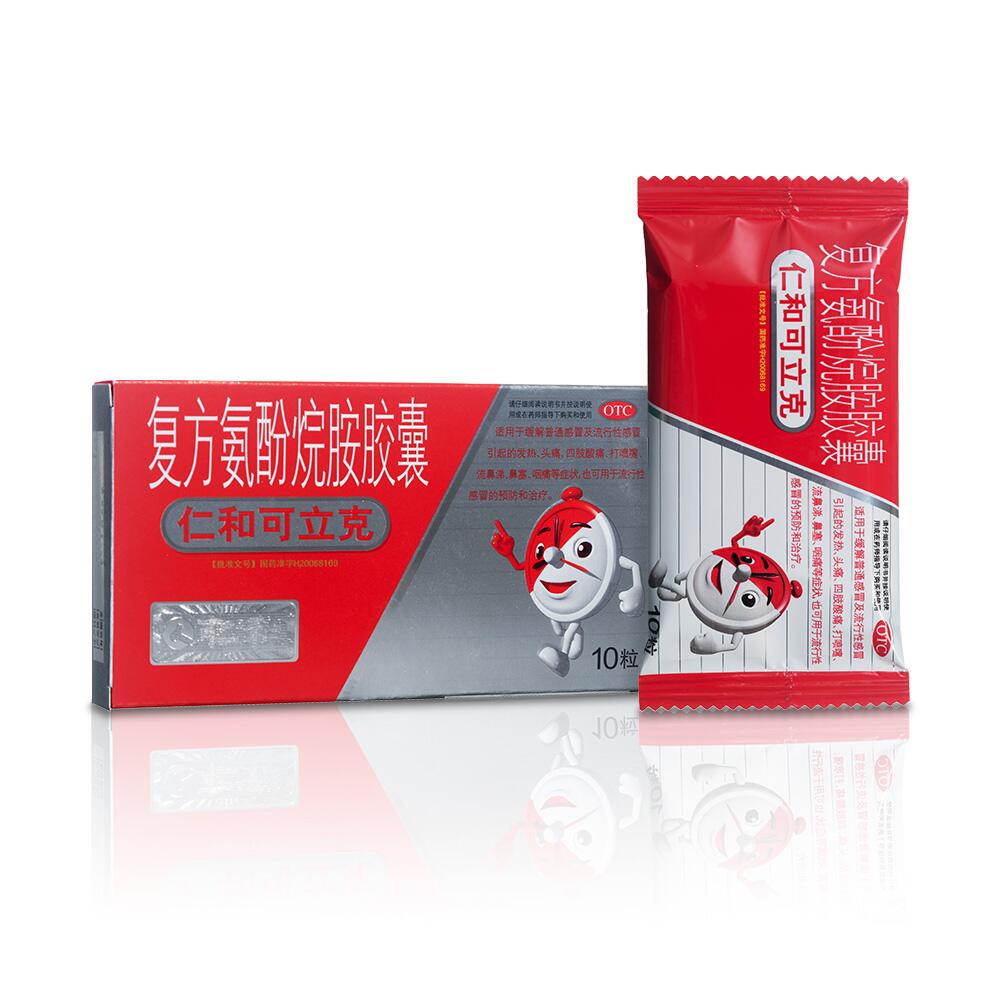 复方氨酚烷胺胶囊
仁和可立克
【批准文号】国药准字H20068169
请仔细阅读说明书并按说明使
用或在药师指导下购买和使用
OTC
适用于缓解普通感冒及流行性感冒
引起的发热、头痛、四肢酸痛、打喷嚏、
流鼻涕、鼻塞、咽痛等症状,也可用于流行性
感冒的预防和治疗。
10粒
复方氨酚烷胺胶囊
仁和可立克
【批准文号】国药准字H20068169
请仔细阅读说明书并按说明使
用或在药师指导下购买和使用
OTC
适用于缓解普通感冒及流行性感冒
引起的发热、头痛、四肢酸痛、打喷嚏、
流鼻涕、鼻塞、咽痛等症状,也可用于流行性
感冒的预防和治疗。
10粒